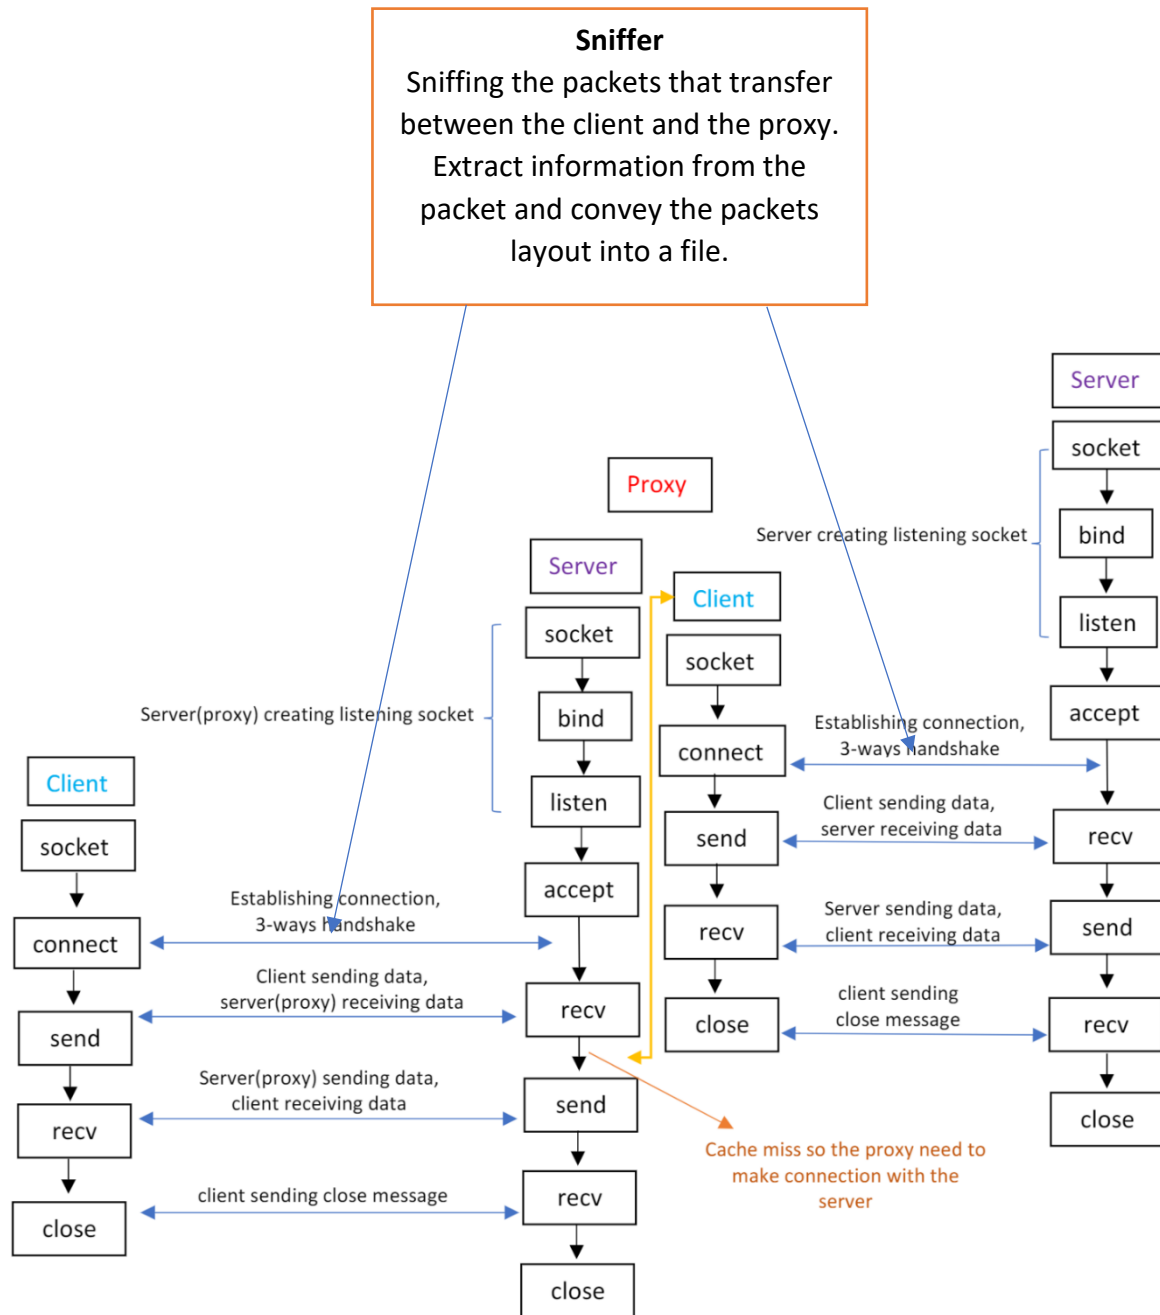 Sniffer
Sniffing the packets that transfer
between the client and the proxy.
Extract information from the
packet and convey the packets
layout into a file.
Server
socket
bind
Server creating listening socket
listen
accept
Establishing connection,
3-ways handshake
recv
send
recv
close
Proxy
Server
socket
bind
Server(proxy) creating listening socket
listen
accept
recv
send
recv
close
Client
socket
connect
send
Client sending data,
server receiving data
recv
Server sending data,
client receiving data
close
client sending
close message
Cache miss so the proxy need to
make connection with the
server
Client
socket
connect
Establishing connection,
3-ways handshake
send
Client sending data,
server(proxy) receiving data
recv
Server(proxy) sending data,
client receiving data
close
client sending close message